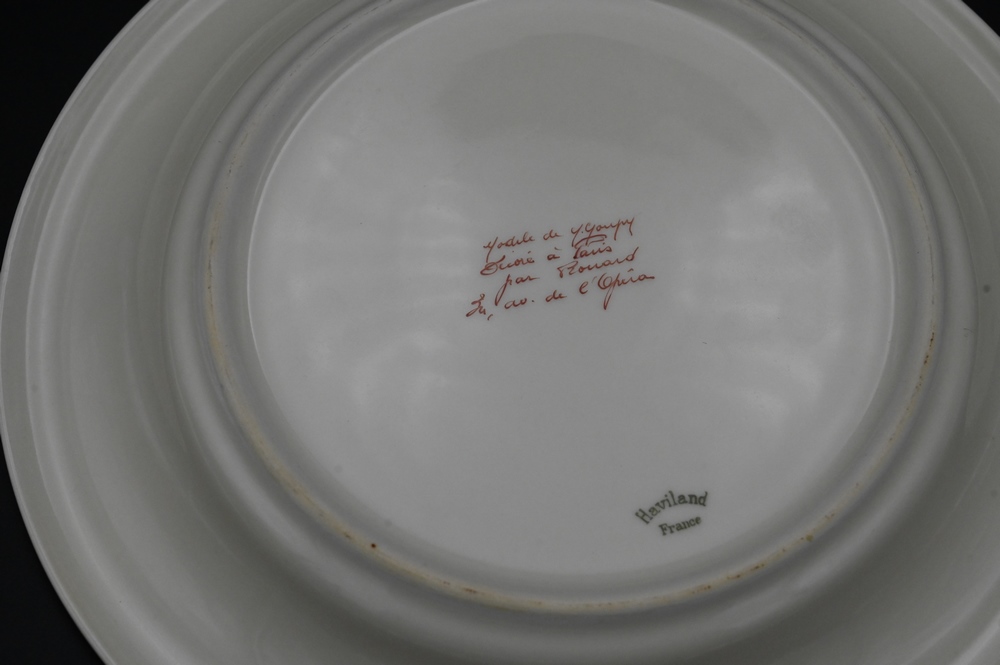 Modèle de M. Goupy
Décoré à Paris
par Rouard
34, av. de l'Opéra
Haviland
France